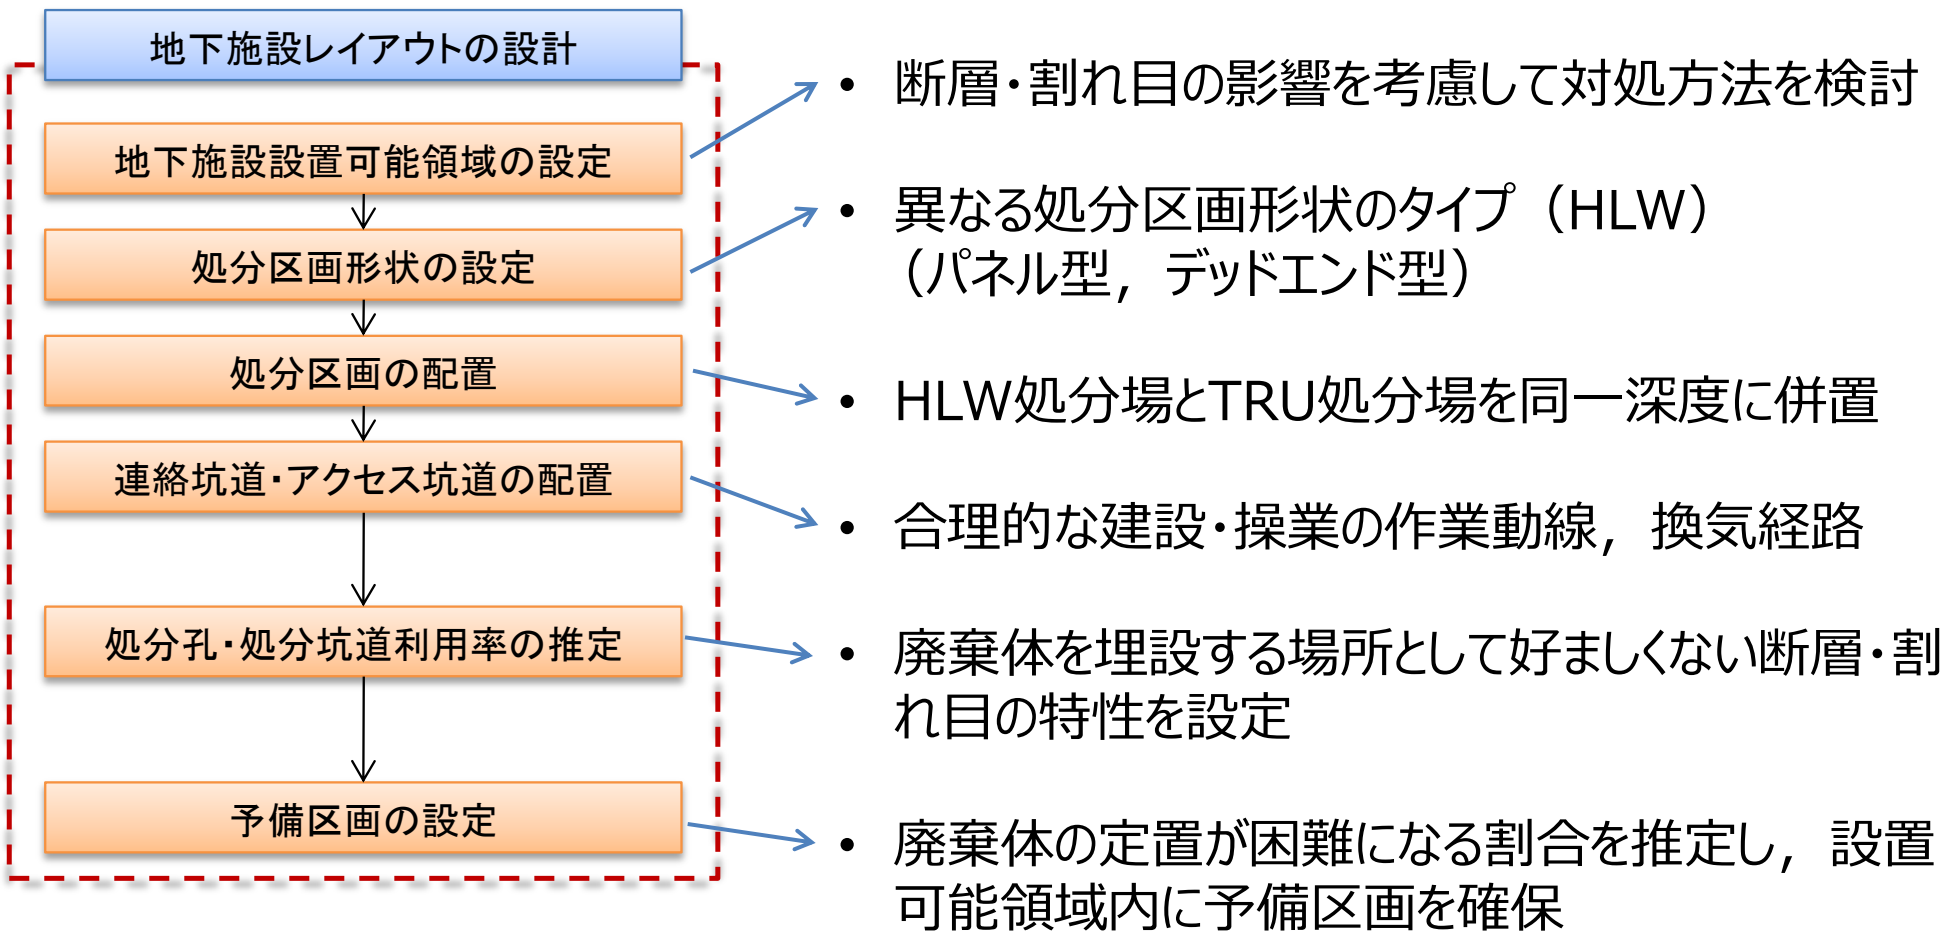 地下施設レイアウトの設計
地下施設設置可能領域の設定
処分区画形状の設定
処分区画の配置
連絡坑道・アクセス坑道の配置
処分孔・処分坑道利用率の推定
予備区画の設定
• 断層・割れ目の影響を考慮して対処方法を検討
• 異なる処分区画形状のタイプ（HLW）
（パネル型，デッドエンド型）
• HLW処分場とTRU処分場を同一深度に併置
• 合理的な建設・操業の作業動線，換気経路
• 廃棄体を埋設する場所として好ましくない断層・割
れ目の特性を設定
• 廃棄体の定置が困難になる割合を推定し，設置
可能領域内に予備区画を確保